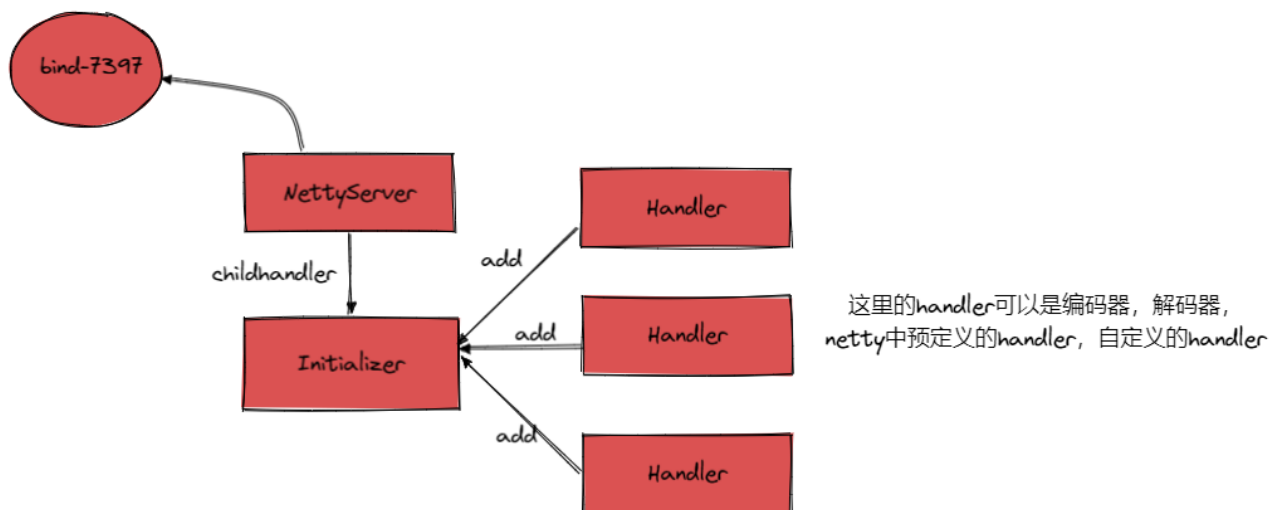 bind-7397
NettyServer
childhandler
Initializer
add
Handler
add
Handler
add
Handler
这里的handler可以是编码器，解码器，
netty中预定义的handler，自定义的handler